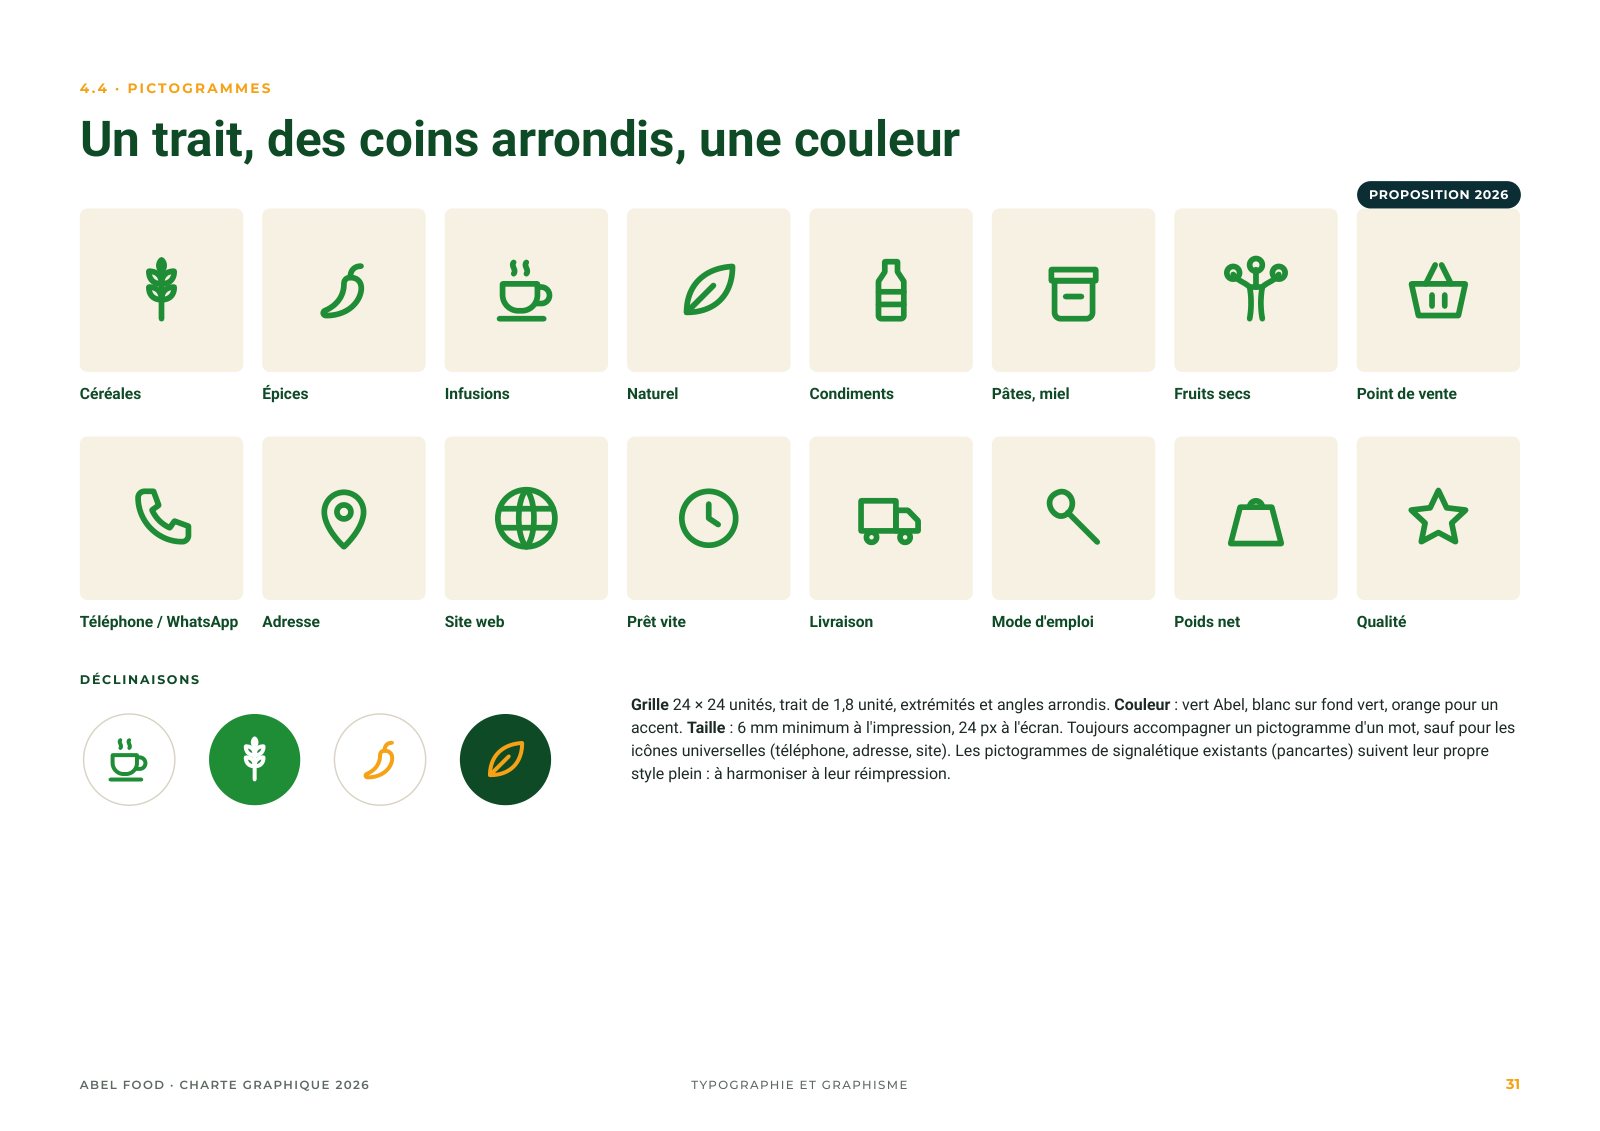 4.4 · PICTOGRAMMES
Un trait, des coins arrondis, une couleur
PROPOSITION 2026
Céréales
Épices
Infusions
Naturel
Condiments
Pâtes, miel
Fruits secs
Point de vente
Téléphone / WhatsApp
Adresse
Site web
Prêt vite
Livraison
Mode d'emploi
Poids net
Qualité
DÉCLINAISONS
Grille 24 × 24 unités, trait de 1,8 unité, extrémités et angles arrondis. Couleur : vert Abel, blanc sur fond vert, orange pour un
accent. Taille : 6 mm minimum à l'impression, 24 px à l'écran. Toujours accompagner un pictogramme d'un mot, sauf pour les
icônes universelles (téléphone, adresse, site). Les pictogrammes de signalétique existants (pancartes) suivent leur propre
style plein : à harmoniser à leur réimpression.
ABEL FOOD · CHARTE GRAPHIQUE 2026
TYPOGRAPHIE ET GRAPHISME
31